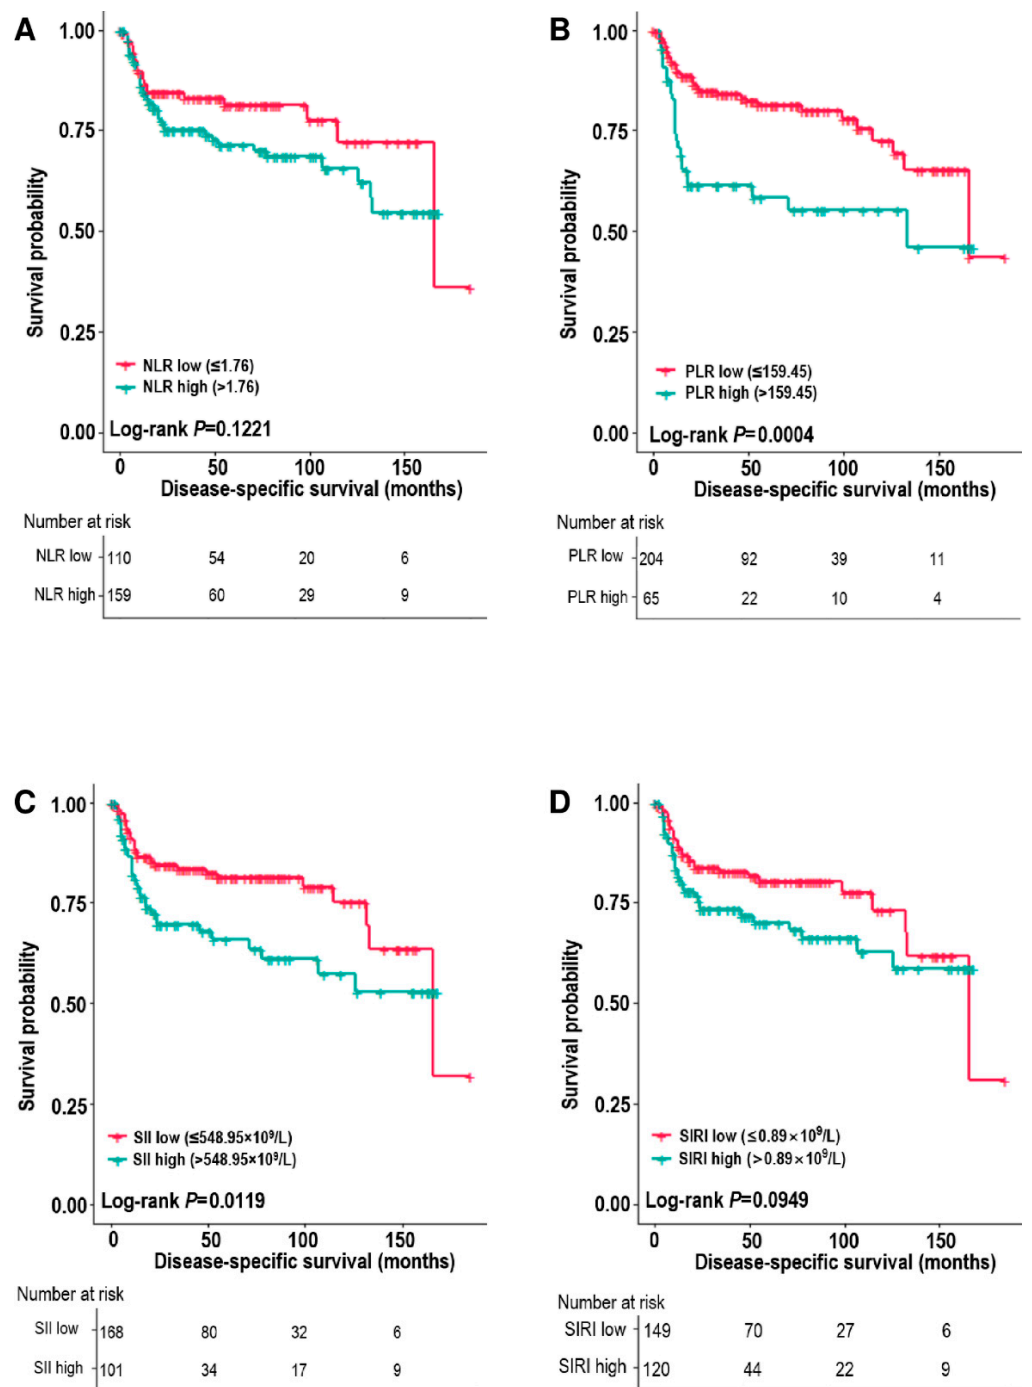 A
1.00
0.75
0.50
0.25
0.00
Survival probability
NLR low (≤1.76)
NLR high (>1.76)
Log-rank P=0.1221
0 50 100 150
Disease-specific survival (months)
Number at risk
NLR low 110 54 20 6
NLR high 159 60 29 9
B
1.00
0.75
0.50
0.25
0.00
Survival probability
PLR low (≤159.45)
PLR high (>159.45)
Log-rank P=0.0004
0 50 100 150
Disease-specific survival (months)
Number at risk
PLR low 204 92 39 11
PLR high 65 22 10 4
C
1.00
0.75
0.50
0.25
0.00
Survival probability
SII low (≤548.95×10⁹/L)
SII high (>548.95×10⁹/L)
Log-rank P=0.0119
0 50 100 150
Disease-specific survival (months)
Number at risk
SII low 168 80 32 6
SII high 101 34 17 9
D
1.00
0.75
0.50
0.25
0.00
Survival probability
SIRI low (≤0.89×10⁹/L)
SIRI high (>0.89×10⁹/L)
Log-rank P=0.0949
0 50 100 150
Disease-specific survival (months)
Number at risk
SIRI low 149 70 27 6
SIRI high 120 44 22 9